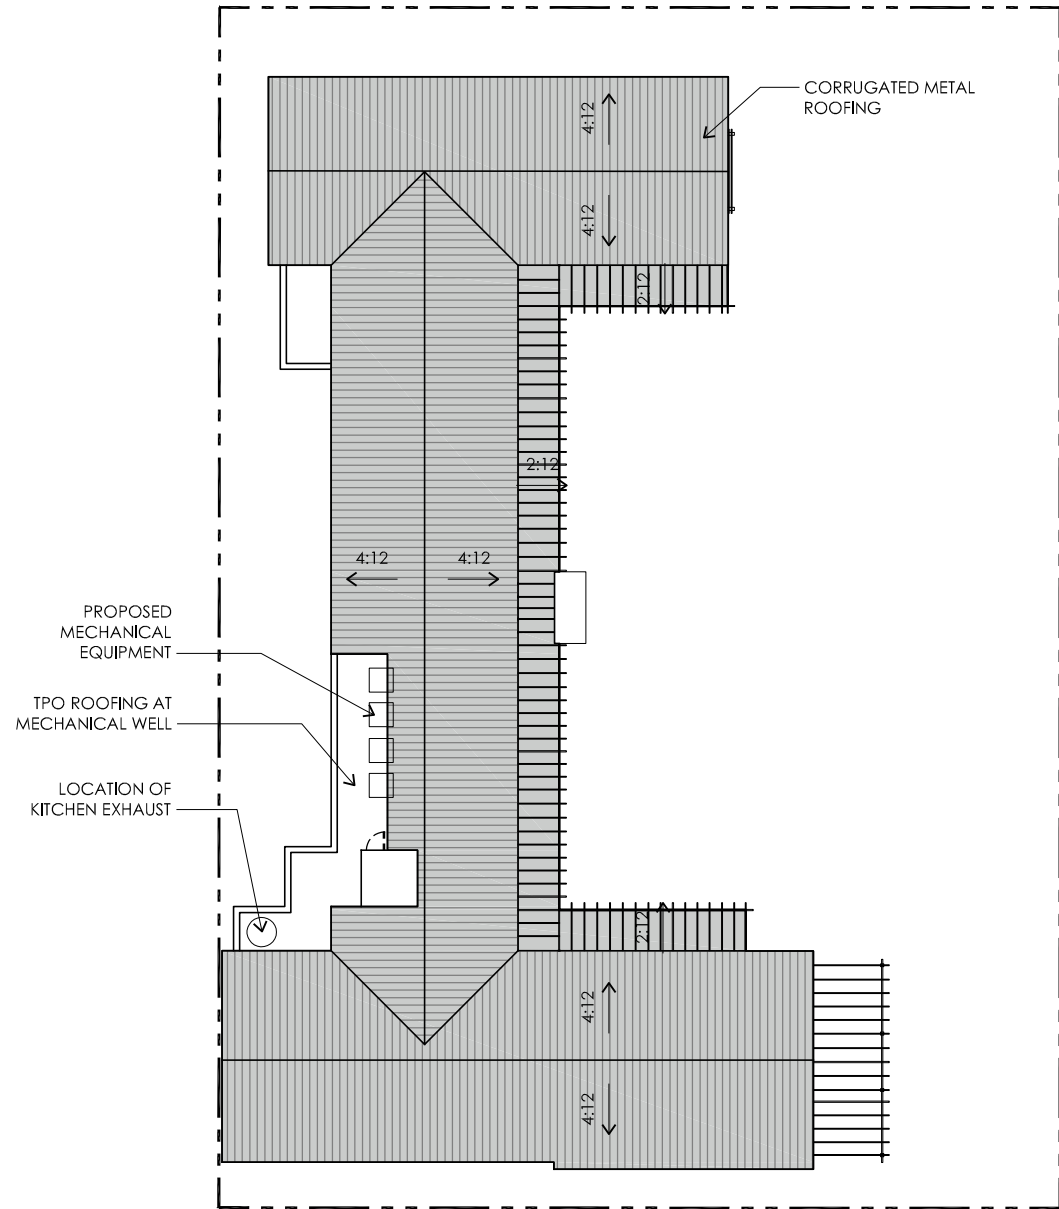 CORRUGATED METAL
ROOFING
4:12
4:12
2:12
2:12
4:12
4:12
PROPOSED
MECHANICAL
EQUIPMENT
TPO ROOFING AT
MECHANICAL WELL
LOCATION OF
KITCHEN EXHAUST
2:12
4:12
4:12